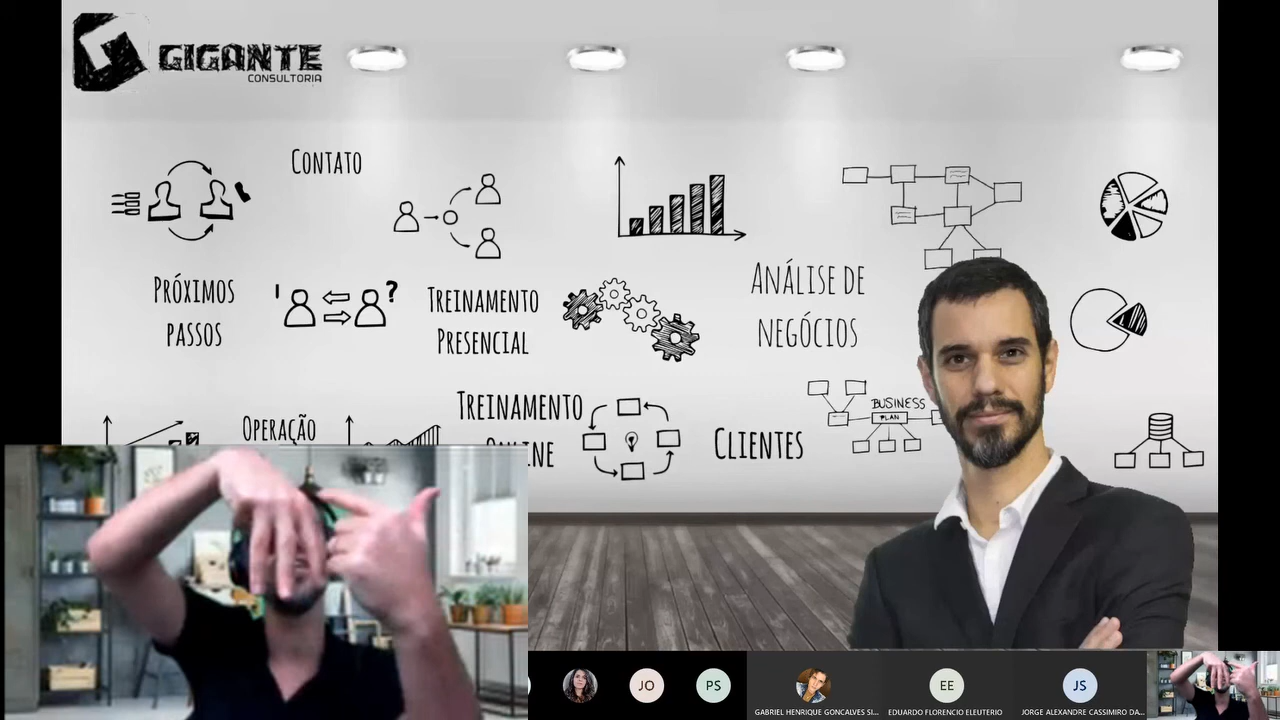 GIGANTE
CONSULTORIA
CONTATO
PRÓXIMOS
PASSOS
?
TREINAMENTO
PRESENCIAL
ANÁLISE DE
NEGÓCIOS
OPERAÇÃO
TREINAMENTO
ONLINE
CLIENTES
BUSINESS
PLAN
JO
PS
EE
JS
GABRIEL HENRIQUE GONCALVES SI...
EDUARDO FLORENCIO ELEUTERIO
JORGE ALEXANDRE CASSIMIRO DA...